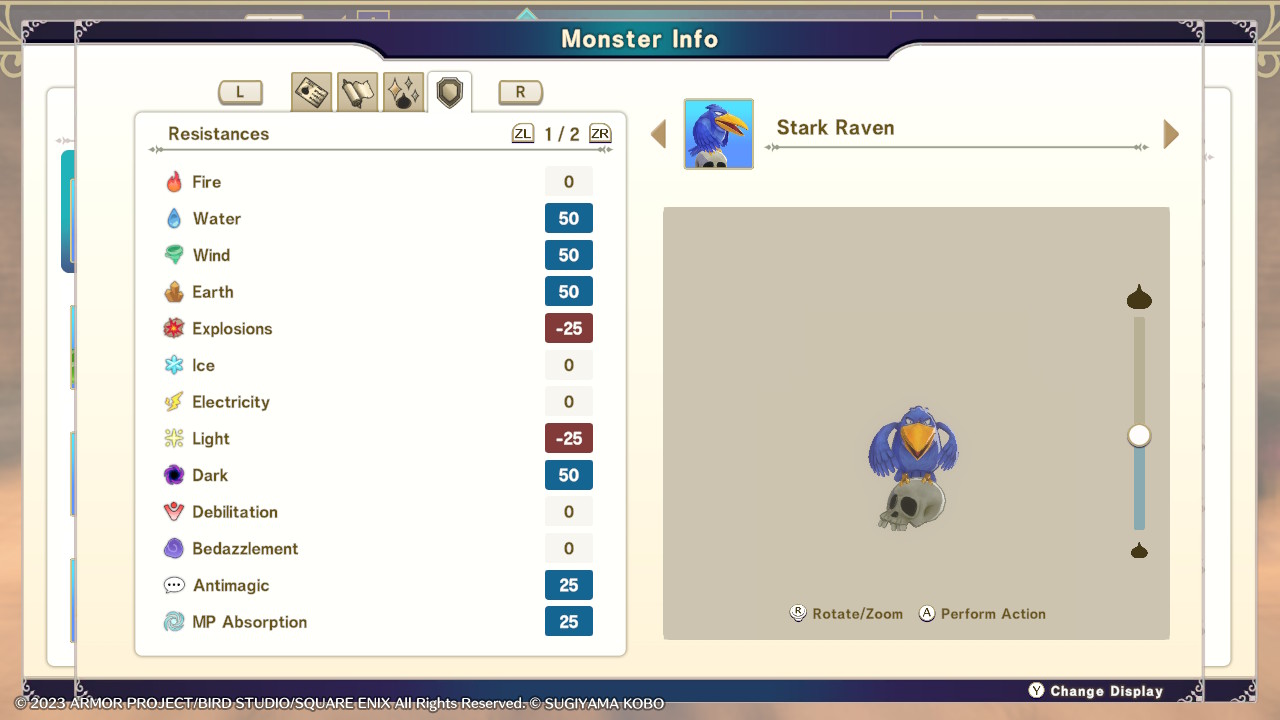 Monster Info
L
R
Resistances
ZL 1 / 2 ZR
Fire 0
Water 50
Wind 50
Earth 50
Explosions -25
Ice 0
Electricity 0
Light -25
Dark 50
Debilitation 0
Bedazzlement 0
Antimagic 25
MP Absorption 25
Stark Raven
R Rotate/Zoom A Perform Action
Y Change Display
© 2023 ARMOR PROJECT/BIRD STUDIO/SQUARE ENIX All Rights Reserved. © SUGIYAMA KOBO